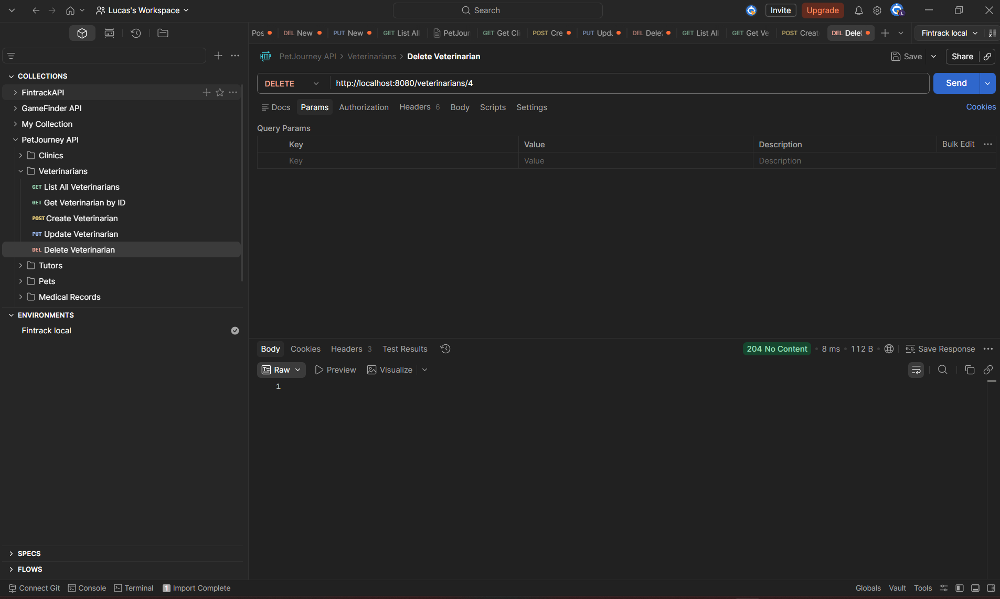 Lucas's Workspace
Search
Invite
Upgrade
Pos
DEL New
PUT New
GET List All
PetJour
GET Get Cli
POST Cre
PUT Upd
DEL Delet
GET List All
GET Get Ve
POST Creat
DEL Delet
Fintrack local
HTTP PetJourney API > Veterinarians > Delete Veterinarian
Save
Share
COLLECTIONS
FintrackAPI
GameFinder API
My Collection
PetJourney API
Clinics
Veterinarians
GET List All Veterinarians
GET Get Veterinarian by ID
POST Create Veterinarian
PUT Update Veterinarian
DEL Delete Veterinarian
Tutors
Pets
Medical Records
ENVIRONMENTS
Fintrack local
SPECS
FLOWS
DELETE
http://localhost:8080/veterinarians/4
Send
Docs
Params
Authorization
Headers 6
Body
Scripts
Settings
Cookies
Query Params
Key
Value
Description
Bulk Edit
Key
Value
Description
Body
Cookies
Headers 3
Test Results
204 No Content
8 ms
112 B
e.g. Save Response
Raw
Preview
Visualize
1
Connect Git
Console
Terminal
1 Import Complete
Globals
Vault
Tools